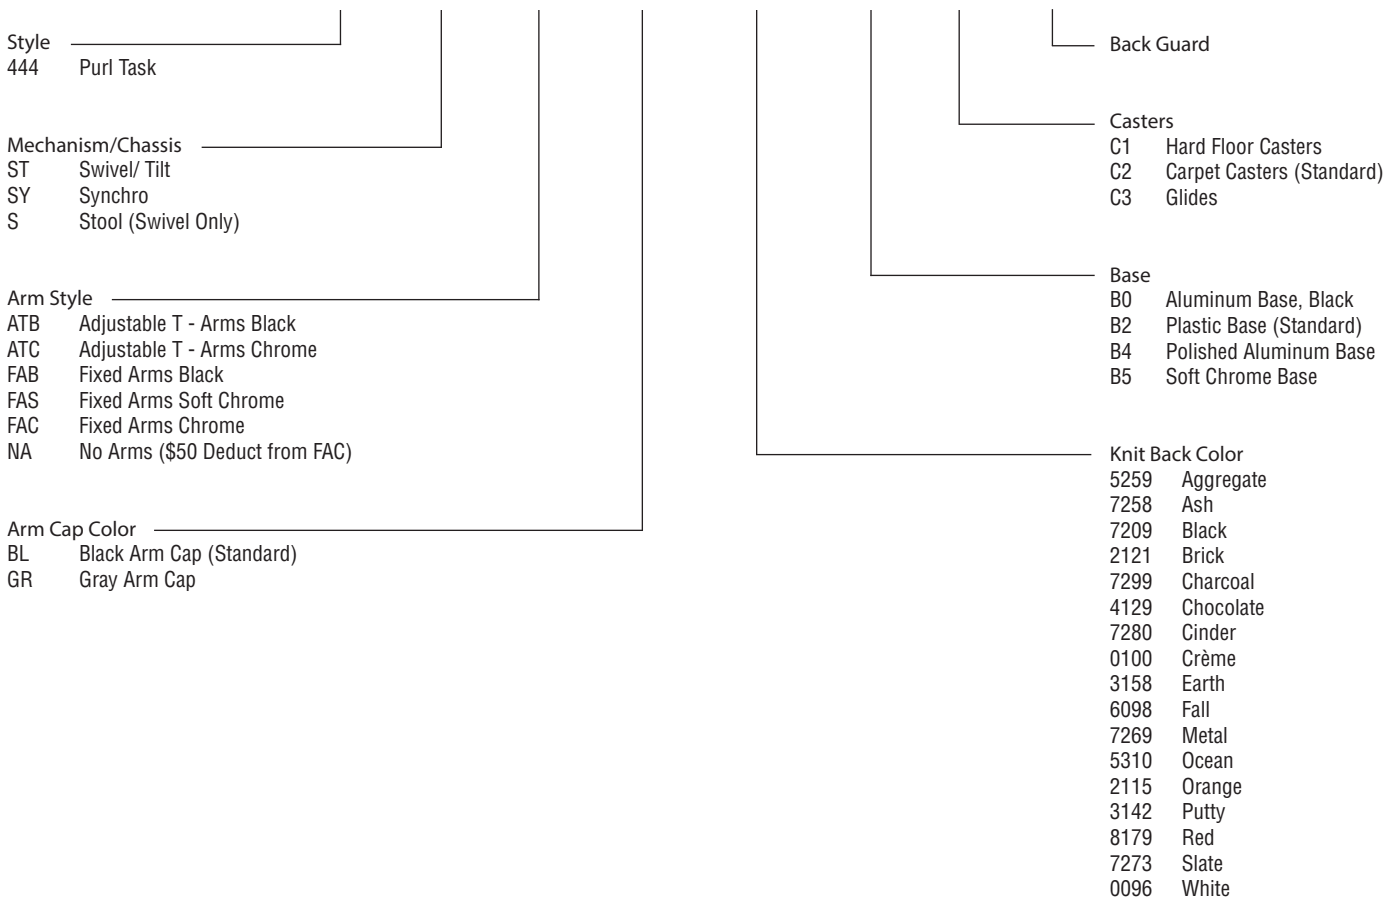 Style
444 Purl Task
Mechanism/Chassis
ST Swivel/ Tilt
SY Synchro
S Stool (Swivel Only)
Arm Style
ATB Adjustable T - Arms Black
ATC Adjustable T - Arms Chrome
FAB Fixed Arms Black
FAS Fixed Arms Soft Chrome
FAC Fixed Arms Chrome
NA No Arms ($50 Deduct from FAC)
Arm Cap Color
BL Black Arm Cap (Standard)
GR Gray Arm Cap
Back Guard
Casters
C1 Hard Floor Casters
C2 Carpet Casters (Standard)
C3 Glides
Base
B0 Aluminum Base, Black
B2 Plastic Base (Standard)
B4 Polished Aluminum Base
B5 Soft Chrome Base
Knit Back Color
5259 Aggregate
7258 Ash
7209 Black
2121 Brick
7299 Charcoal
4129 Chocolate
7280 Cinder
0100 Crème
3158 Earth
6098 Fall
7269 Metal
5310 Ocean
2115 Orange
3142 Putty
8179 Red
7273 Slate
0096 White